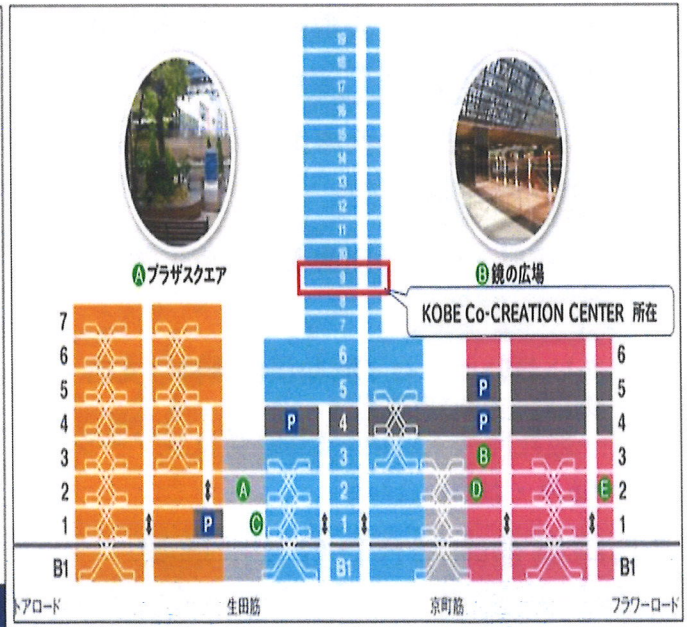 19
18
17
16
15
14
13
12
11
10
9
8
7
Ⓐプラザスクエア
Ⓑ鏡の広場
KOBE Co-CREATION CENTER 所在
7
6 6 6
5 5 P 5
4 P 4 P 4
3 3 B 3
2 A 2 D E 2
1 P C 1 1
B1 B1 B1
トアロード 生田筋 京町筋 フラワーロード